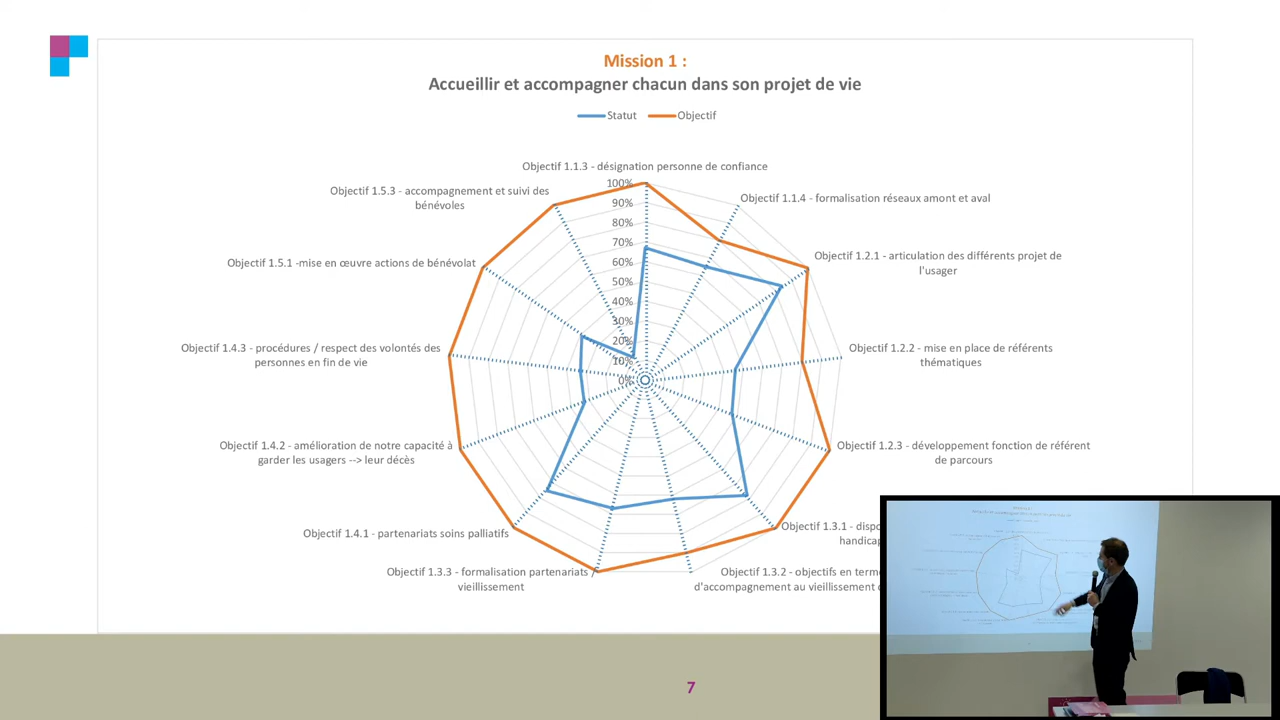 Mission 1 :
Accueillir et accompagner chacun dans son projet de vie
Statut
Objectif
Objectif 1.1.3 - désignation personne de confiance
Objectif 1.1.4 - formalisation réseaux amont et aval
Objectif 1.2.1 - articulation des différents projet de
l'usager
Objectif 1.2.2 - mise en place de référents
thématiques
Objectif 1.2.3 - développement fonction de référent
de parcours
Objectif 1.3.1 -
handicap
Objectif 1.3.2 - objectifs en terme
d'accompagnement au vieillissement
Objectif 1.3.3 - formalisation partenariats /
vieillissement
Objectif 1.4.1 - partenariats soins palliatifs
Objectif 1.4.2 - amélioration de notre capacité à
garder les usagers --> leur décès
Objectif 1.4.3 - procédures / respect des volontés des
personnes en fin de vie
Objectif 1.5.1 -mise en œuvre actions de bénévolat
Objectif 1.5.3 - accompagnement et suivi des
bénévoles
100%
90%
80%
70%
60%
50%
40%
30%
20%
10%
0%
7